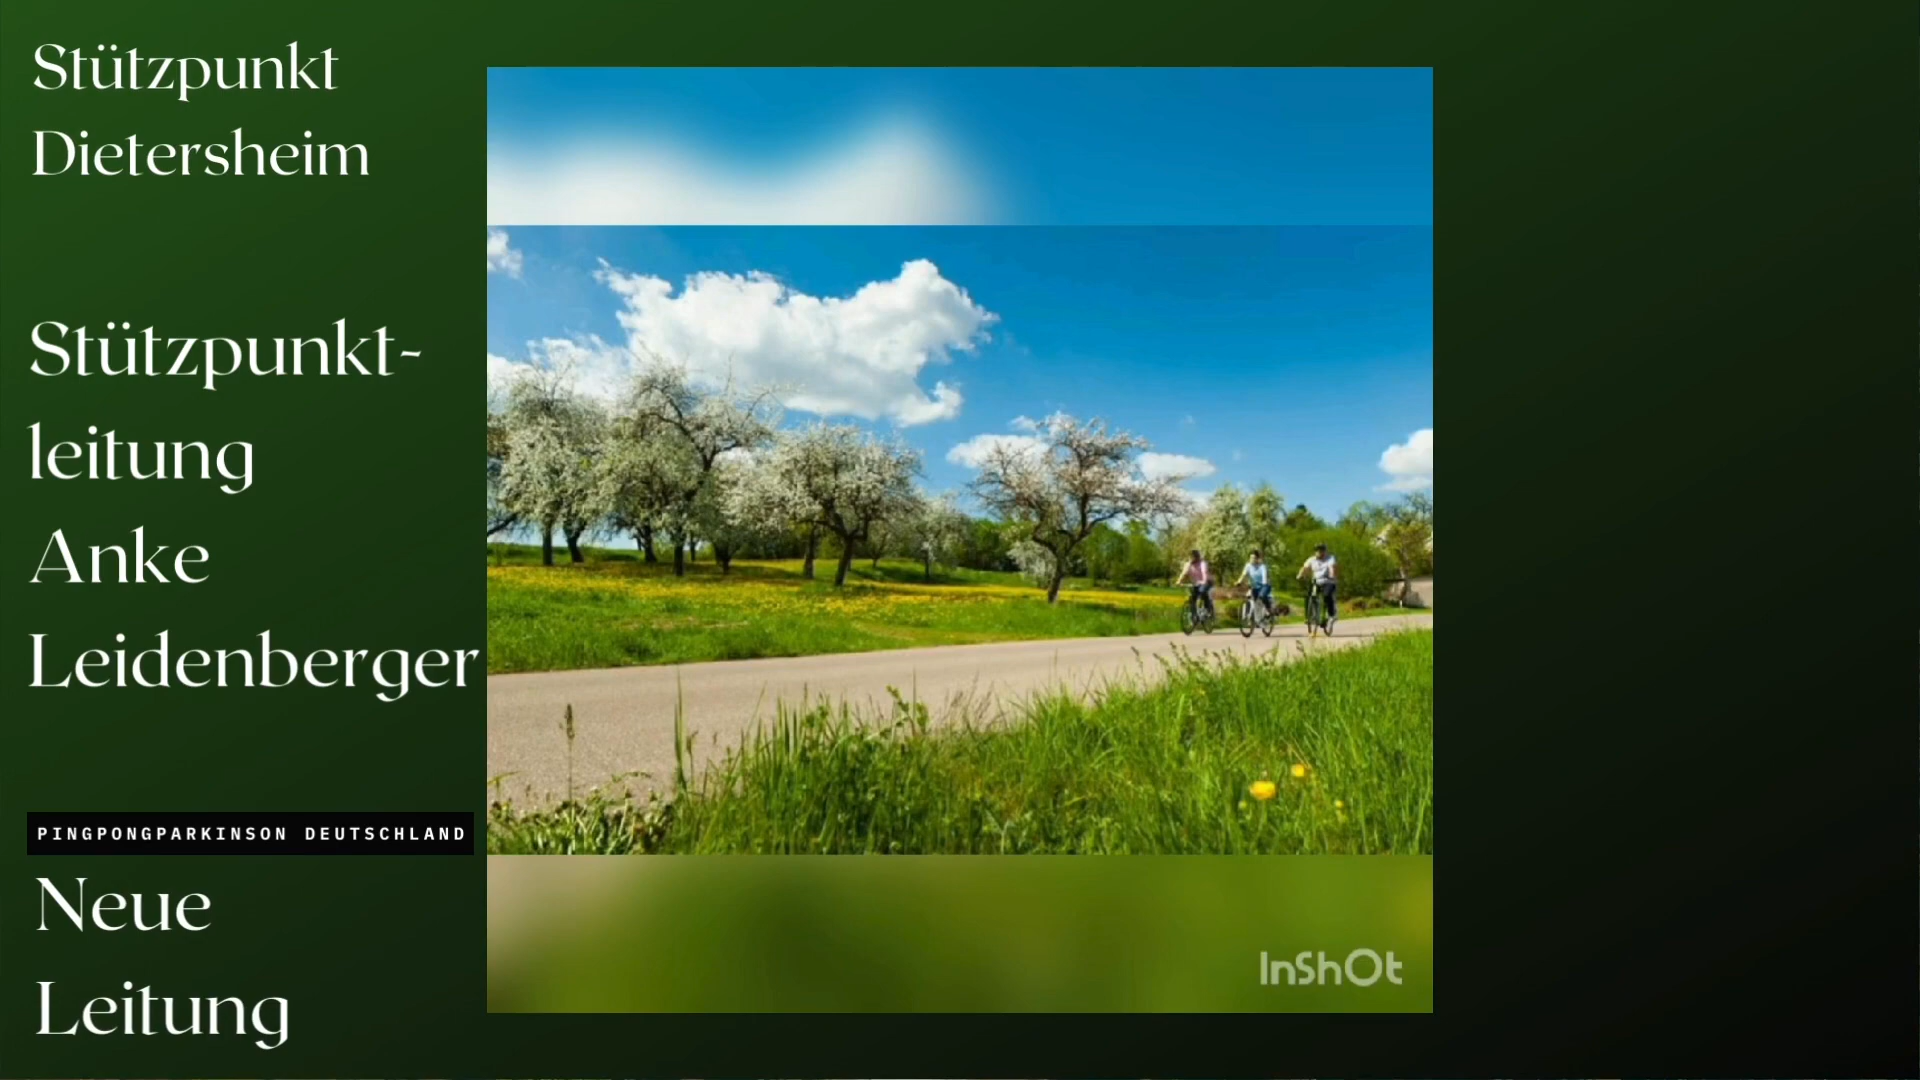 Stützpunkt
Dietersheim
Stützpunkt-
leitung
Anke
Leidenberger
PINGPONGPARKINSON DEUTSCHLAND
Neue
Leitung
InShOt